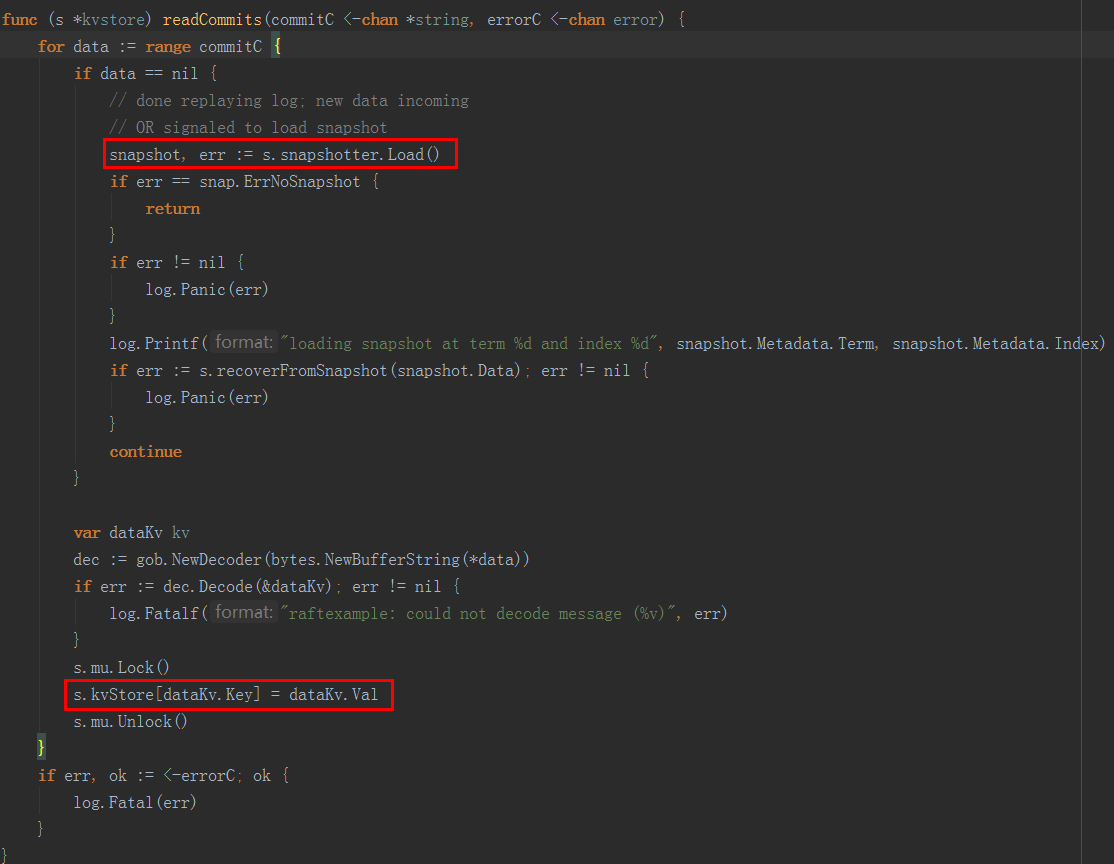 func (s *kvstore) readCommits(commitC <-chan *string, errorC <-chan error) {
    for data := range commitC {
        if data == nil {
            // done replaying log; new data incoming
            // OR signaled to load snapshot
            snapshot, err := s.snapshotter.Load()
            if err == snap.ErrNoSnapshot {
                return
            }
            if err != nil {
                log.Panic(err)
            }
            log.Printf( format: "loading snapshot at term %d and index %d", snapshot.Metadata.Term, snapshot.Metadata.Index)
            if err := s.recoverFromSnapshot(snapshot.Data); err != nil {
                log.Panic(err)
            }
            continue
        }

        var dataKv kv
        dec := gob.NewDecoder(bytes.NewBufferString(*data))
        if err := dec.Decode(&dataKv); err != nil {
            log.Fatalf( format: "raftexample: could not decode message (%v)", err)
        }
        s.mu.Lock()
        s.kvStore[dataKv.Key] = dataKv.Val
        s.mu.Unlock()
    }
    if err, ok := <-errorC; ok {
        log.Fatal(err)
    }
}